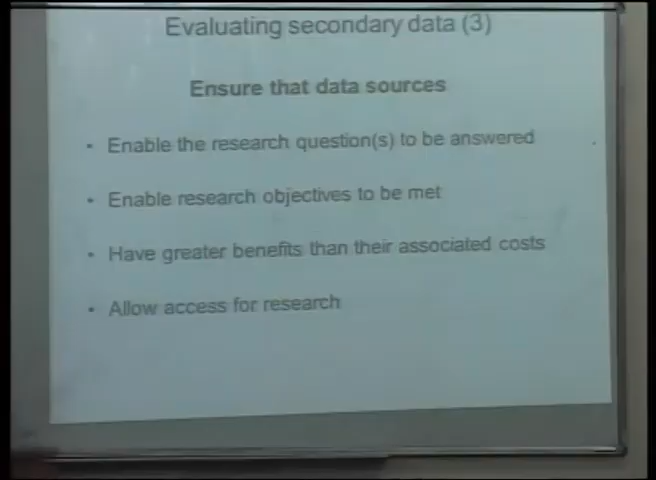 Evaluating secondary data (3)
Ensure that data sources
• Enable the research question(s) to be answered
• Enable research objectives to be met
• Have greater benefits than their associated costs
• Allow access for research